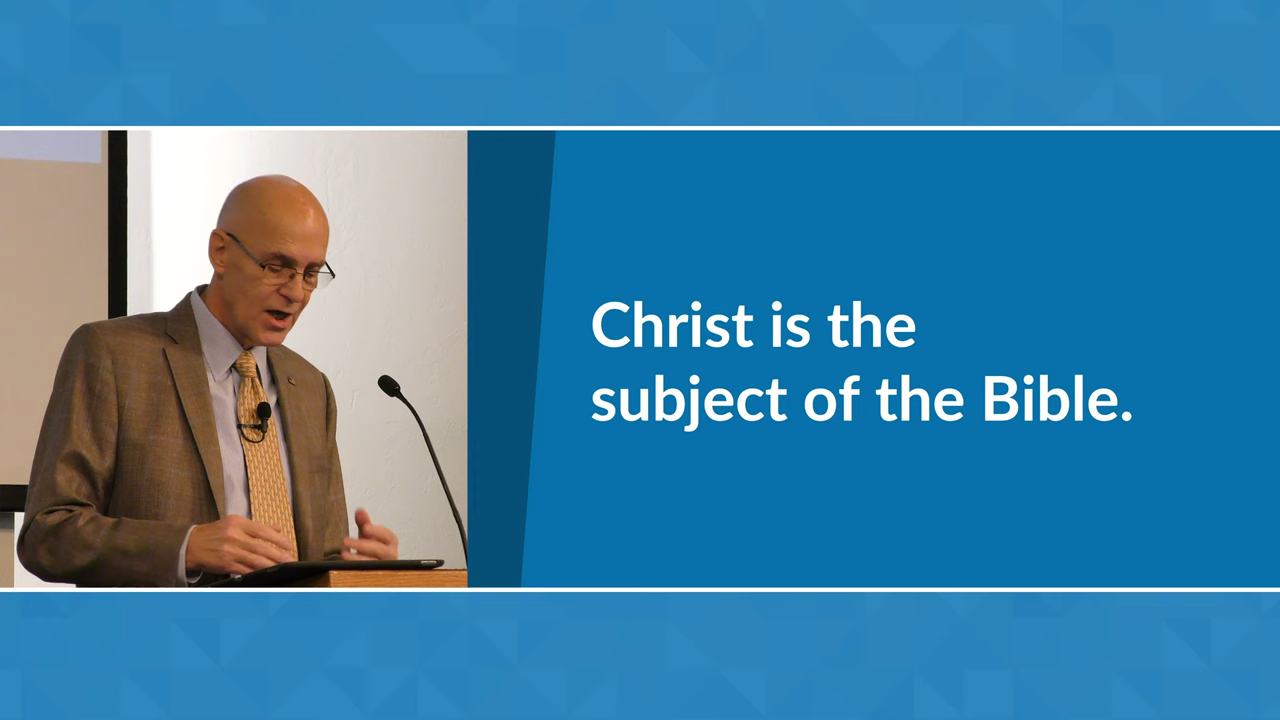 Christ is the
subject of the Bible.